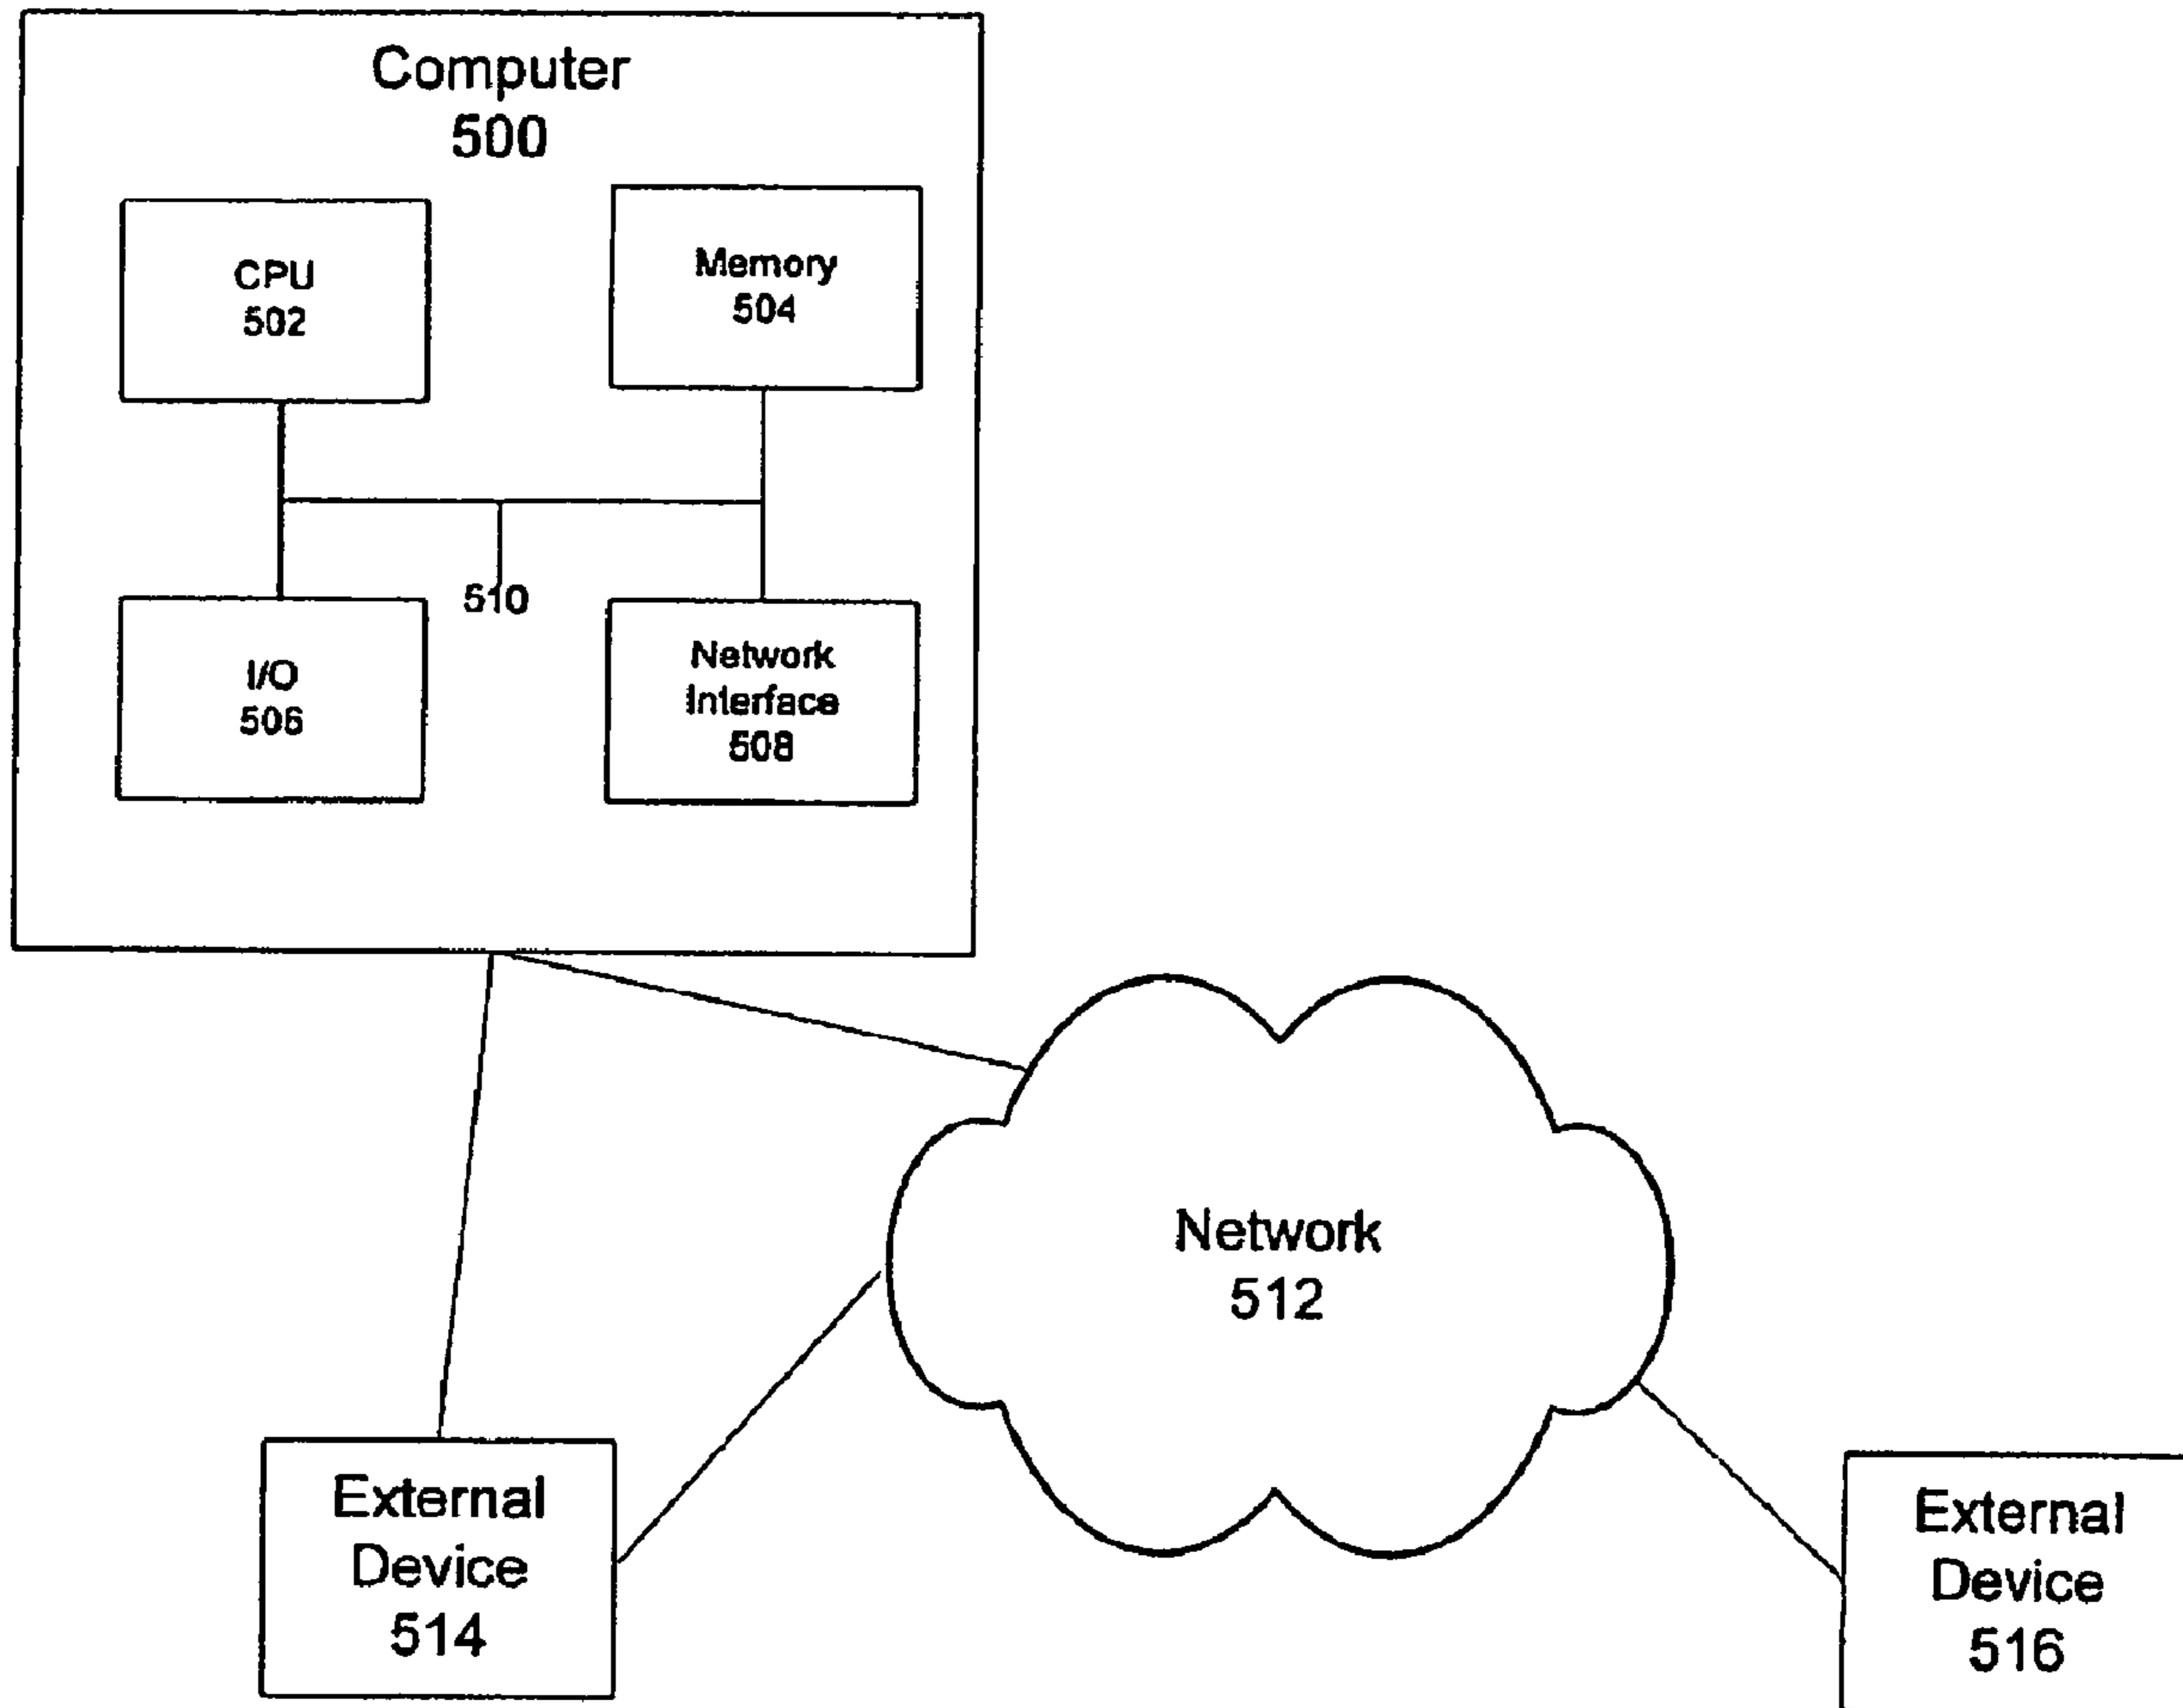 Computer
500
CPU
502
Memory
504
510
I/O
506
Network
Interface
508
Network
512
External
Device
514
External
Device
516